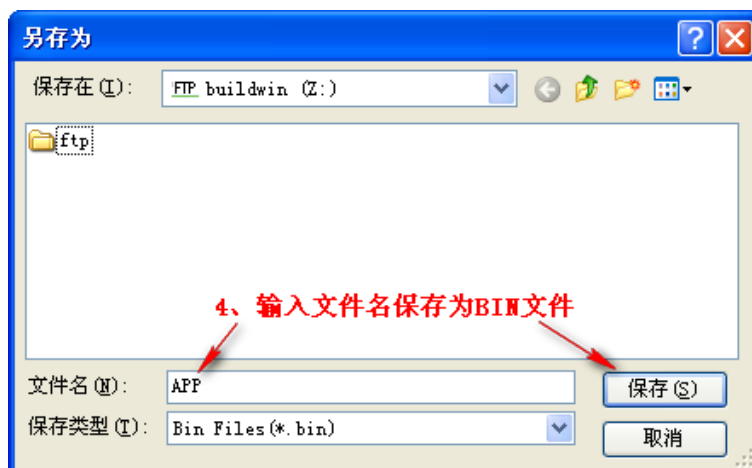 另存为
保存在(I): FTP buildwin (Z:)
ftp
4、输入文件名保存为BIN文件
文件名(N): APP 保存(S)
保存类型(T): Bin Files(*.bin) 取消